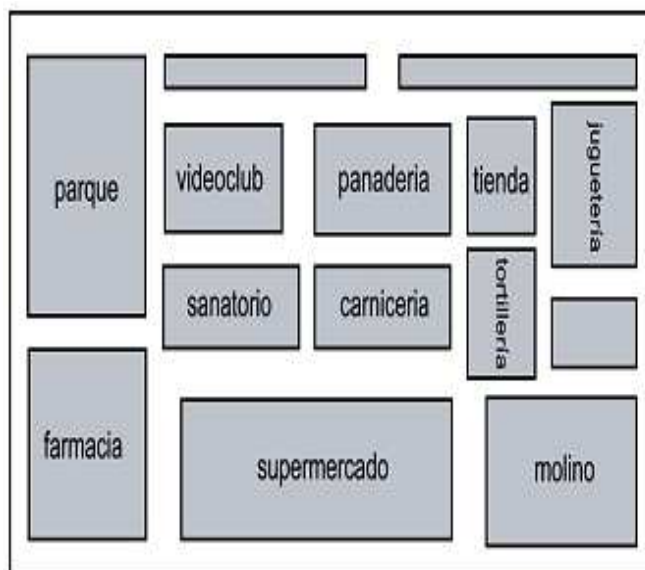 parque
videoclub
panaderia
tienda
juguetería
sanatorio
carniceria
tortillería
farmacia
supermercado
molino